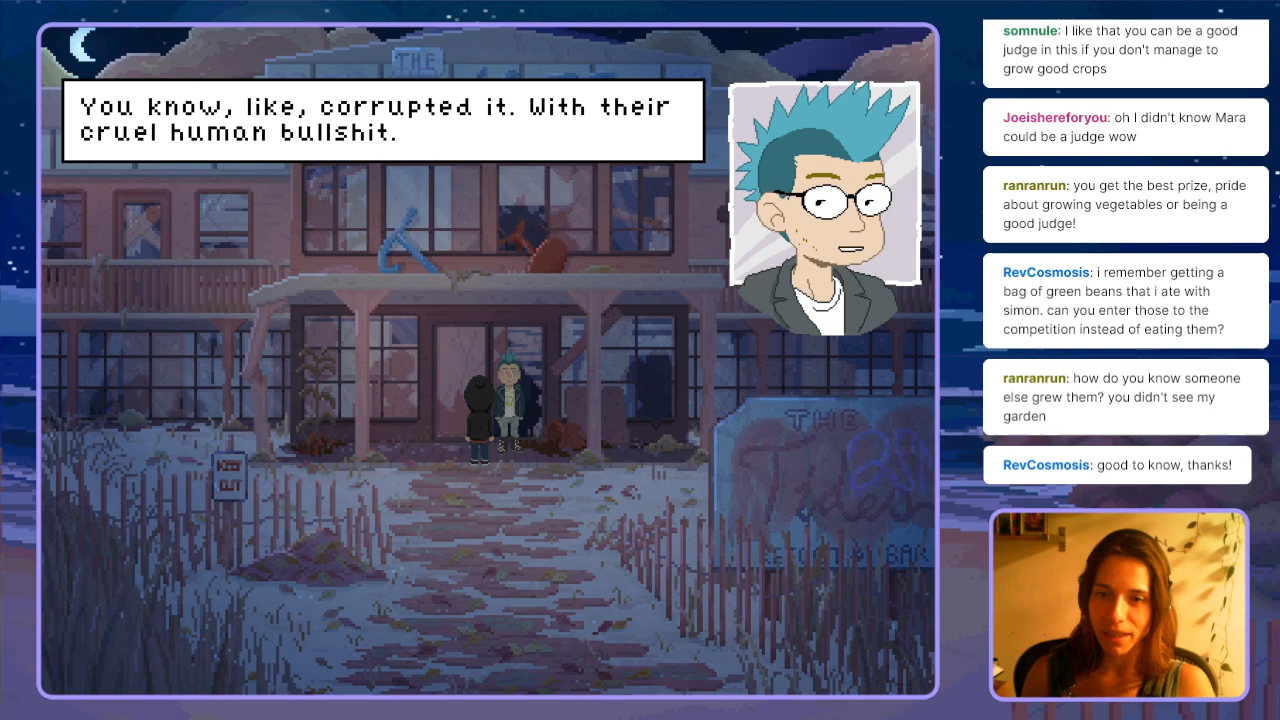 THE
You know, like, corrupted it. With their
cruel human bullshit.
THE
somnule: I like that you can be a good
judge in this if you don't manage to
grow good crops
Joeishereforyou: oh I didn't know Mara
could be a judge wow
ranranrun: you get the best prize, pride
about growing vegetables or being a
good judge!
RevCosmosis: i remember getting a
bag of green beans that i ate with
simon. can you enter those to the
competition instead of eating them?
ranranrun: how do you know someone
else grew them? you didn't see my
garden
RevCosmosis: good to know, thanks!